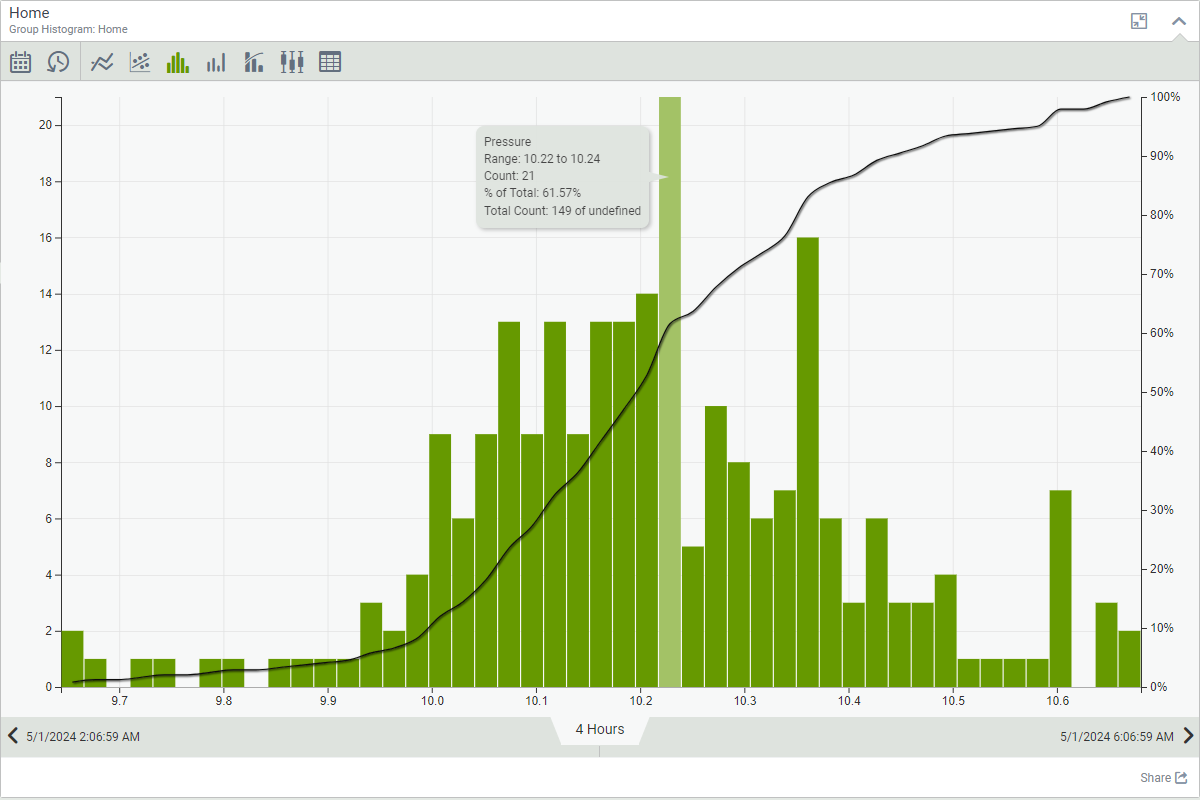 Home
Group Histogram: Home
Pressure
Range: 10.22 to 10.24
Count: 21
% of Total: 61.57%
Total Count: 149 of undefined
20
18
16
14
12
10
8
6
4
2
0
100%
90%
80%
70%
60%
50%
40%
30%
20%
10%
0%
9.7 9.8 9.9 10.0 10.1 10.2 10.3 10.4 10.5 10.6
5/1/2024 2:06:59 AM 4 Hours 5/1/2024 6:06:59 AM
Share